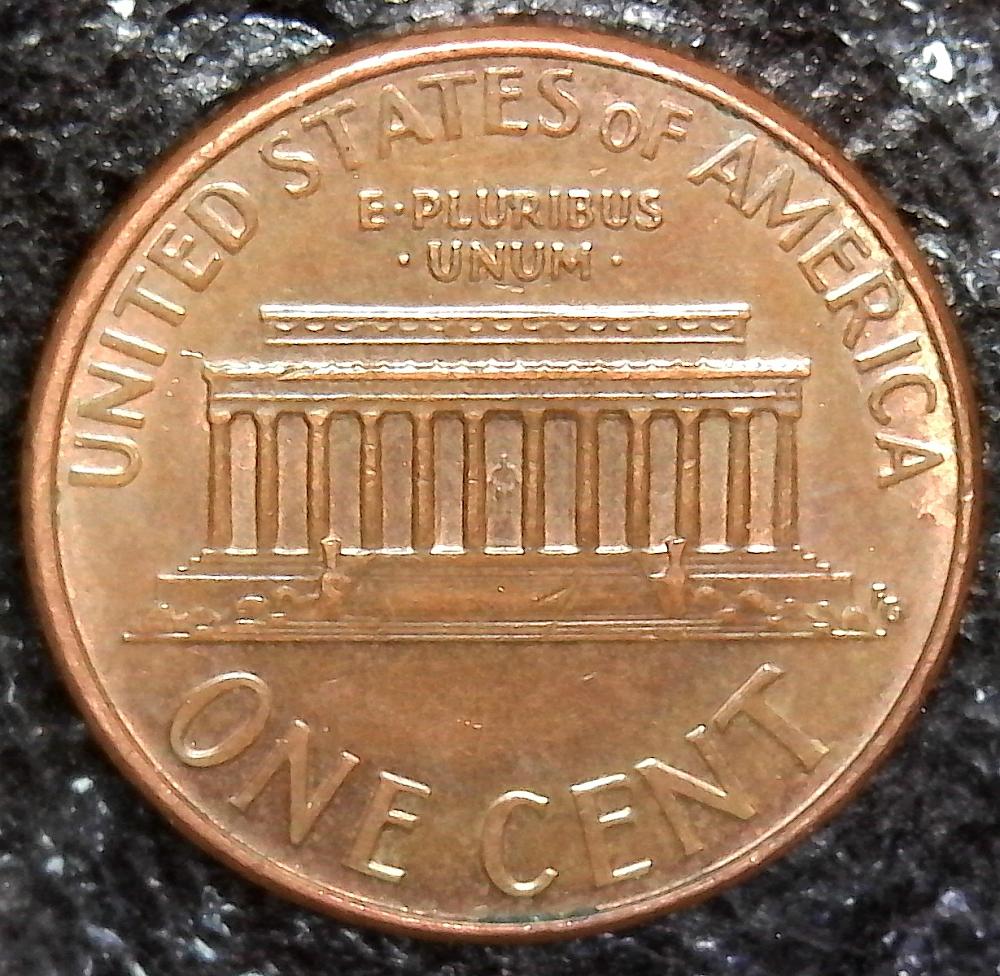 UNITED STATES OF AMERICA
E·PLURIBUS
·UNUM·
ONE CENT